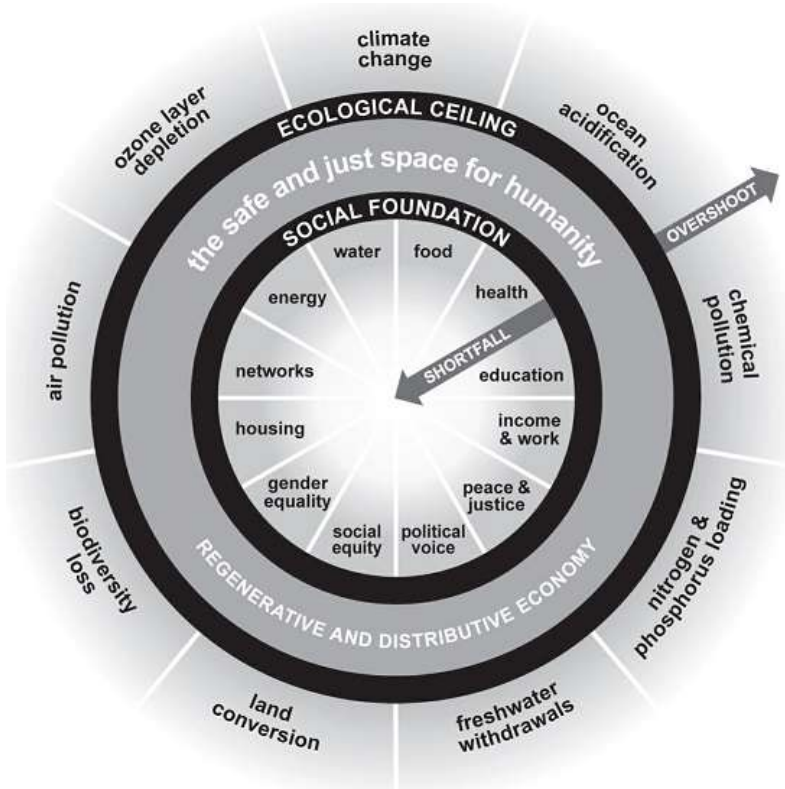 climate
change
ocean
acidification
chemical
pollution
nitrogen &
phosphorus loading
freshwater
withdrawals
land
conversion
biodiversity
loss
air pollution
ozone layer
depletion
ECOLOGICAL CEILING
OVERSHOOT
the safe and just space for humanity
SOCIAL FOUNDATION
water
food
health
SHORTFALL
education
income
& work
peace &
justice
political
voice
social
equity
gender
equality
housing
networks
energy
REGENERATIVE AND DISTRIBUTIVE ECONOMY